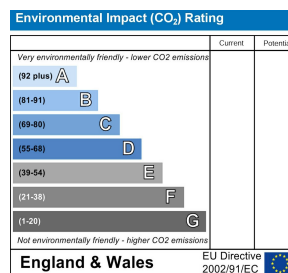 Environmental Impact (CO₂) Rating
Current Potentia
Very environmentally friendly - lower CO2 emissions
(92 plus) A
(81-91) B
(69-80) C
(55-68) D
(39-54) E
(21-38) F
(1-20) G
Not environmentally friendly - higher CO2 emissions
England & Wales
EU Directive
2002/91/EC